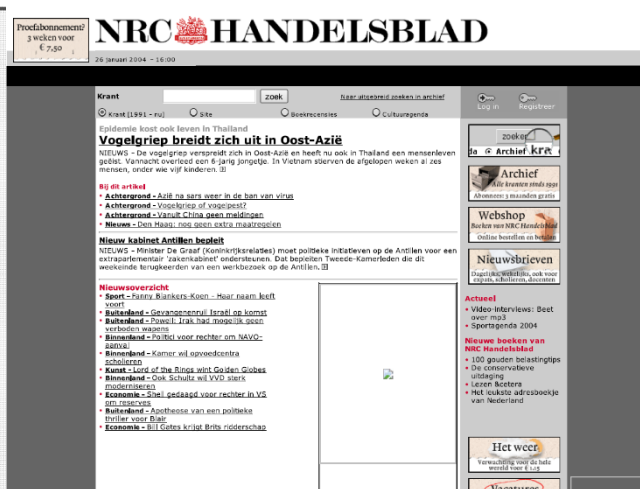 Proefabonnement?
3 weken voor
€ 7,50
NRC HANDELSBLAD
26 januari 2004 - 16:00
Krant
zoek
Naar uitgebreid zoeken in archief
Krant [1991 - nu]
Site
Boekrecensies
Cultuuragenda
Log in
Registreer
Epidemie kost ook leven in Thailand
Vogelgriep breidt zich uit in Oost-Azië
NIEUWS - De vogelgriep verspreidt zich in Oost-Azië en heeft nu ook in Thailand een mensenleven
geëist. Vannacht overleed een 6-jarig jongetje. In Vietnam stierven de afgelopen weken al zes
mensen, onder wie vijf kinderen.
Bij dit artikel
• Achtergrond - Azië na sars weer in de ban van virus
• Achtergrond - Vogelgriep of vogelpest?
• Achtergrond - Vanuit China geen meldingen
• Nieuws - Den Haag: nog geen extra maatregelen
Nieuw kabinet Antillen bepleit
NIEUWS - Minister De Graaf (Koninkrijksrelaties) moet politieke initiatieven op de Antillen voor een
extraparlementair 'zakenkabinet' ondersteunen. Dat bepleiten Tweede-Kamerleden die dit
weekeinde terugkeerden van een werkbezoek op de Antillen.
Nieuwsoverzicht
• Sport - Fanny Blankers-Koen - Haar naam leeft
voort
• Buitenland - Gevangenenruil Israël op komst
• Buitenland - Powell: Irak had mogelijk geen
verboden wapens
• Binnenland - Politici voor rechter om NAVO-
aanval
• Binnenland - Kamer wil opvoedcentra
scholieren
• Kunst - Lord of the Rings wint Golden Globes
• Binnenland - Ook Schultz wil VVD sterk
moderniseren
• Economie - Shell gedaagd voor rechter in VS
om reserves
• Buitenland - Apotheose van een politieke
thriller voor Blair
• Economie - Bill Gates krijgt Brits ridderschap
zoeken
da Archief kra
Archief
Alle kranten sinds 1991
Abonnees: 3 maanden gratis
Webshop
Boeken van NRC Handelsblad
Online bestellen en betalen
Nieuwsbrieven
Dagelijks, wekelijks, ook voor
expats, scholieren, docenten
Actueel
• Video-interviews: Beet
over mp3
• Sportagenda 2004
Nieuwe boeken van
NRC Handelsblad
• 100 gouden belastingtips
• De conservatieve
uitdaging
• Lezen &cetera
• Het leukste adresboekje
van Nederland
Het weer
Verwachting voor de hele
wereld voor € 1,15
Vacatures